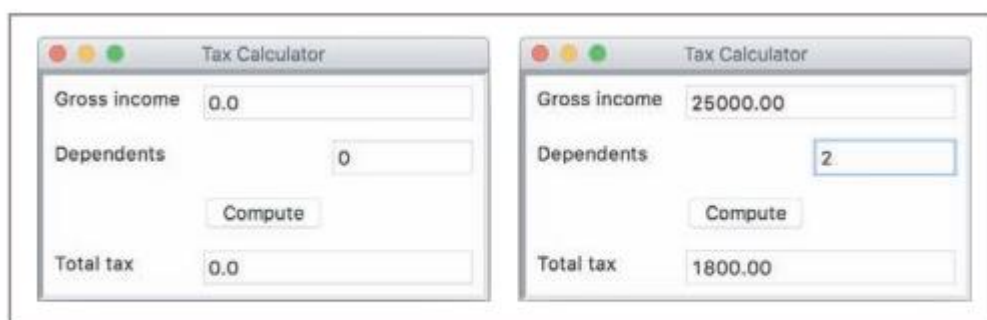 Tax Calculator
Gross income 0.0
Dependents 0
Compute
Total tax 0.0
Tax Calculator
Gross income 25000.00
Dependents 2
Compute
Total tax 1800.00